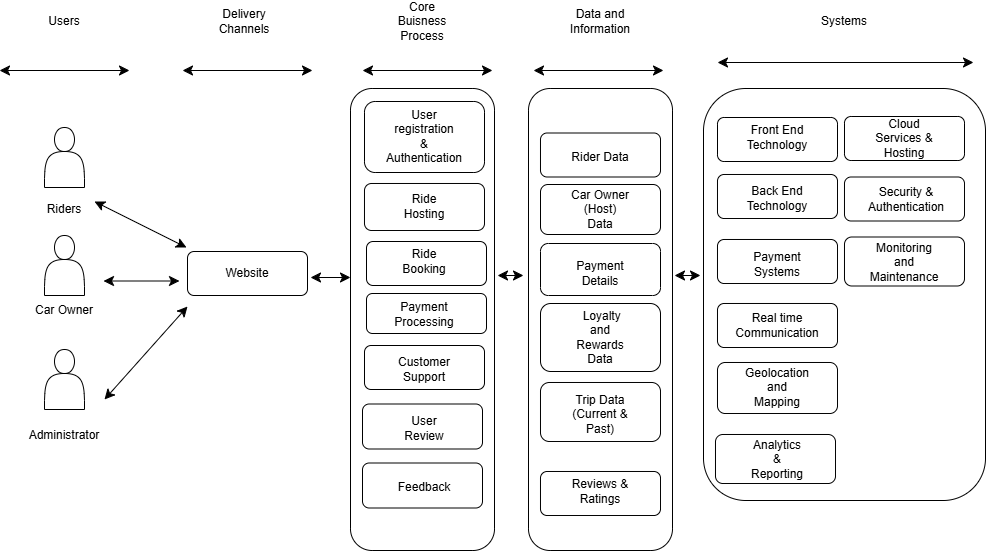 Users
Delivery
Channels
Core
Buisness
Process
Data and
Information
Systems
Riders
Car Owner
Administrator
Website
User
registration
&
Authentication
Ride
Hosting
Ride
Booking
Payment
Processing
Customer
Support
User
Review
Feedback
Rider Data
Car Owner
(Host)
Data
Payment
Details
Loyalty
and
Rewards
Data
Trip Data
(Current &
Past)
Reviews &
Ratings
Front End
Technology
Back End
Technology
Payment
Systems
Real time
Communication
Geolocation
and
Mapping
Analytics
&
Reporting
Cloud
Services &
Hosting
Security &
Authentication
Monitoring
and
Maintenance